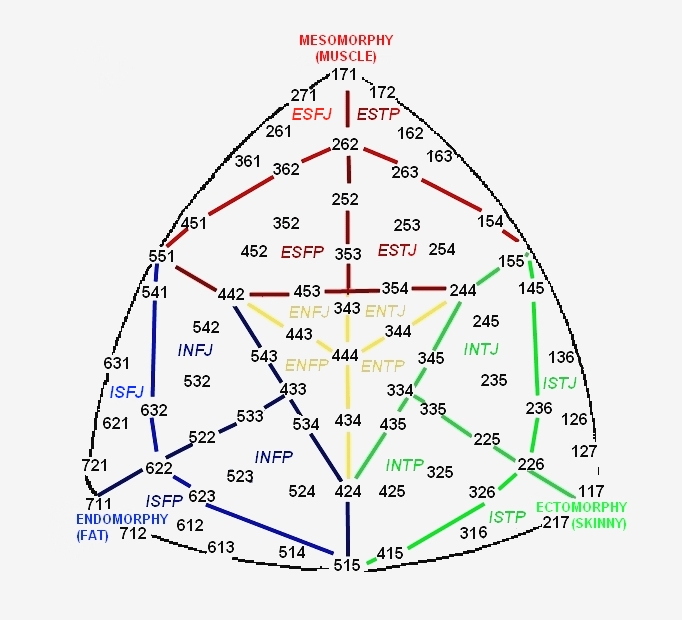 MESOMORPHY
(MUSCLE)
171
271 172
ESFJ ESTP
261 162
262
361 163
362 263
252
451 352 253 154
452 ESFP 353 ESTJ 254
551 155
541 442 453 354 244 145
343
ENFJ ENTJ
542 443 344 245
INFJ 543 444 345 INTJ
631 ENFP ENTP 136
532 235
ISFJ 433 334 ISTJ
632 533 534 434 435 335 236
621 126
522 225
127
INFP INTP
721 622 226
523 325
711 623 524 424 425 326 117
ENDOMORPHY ISFP ECTOMORPHY
(FAT) 612 ISTP 217 (SKINNY)
712 316
613 514 415
515